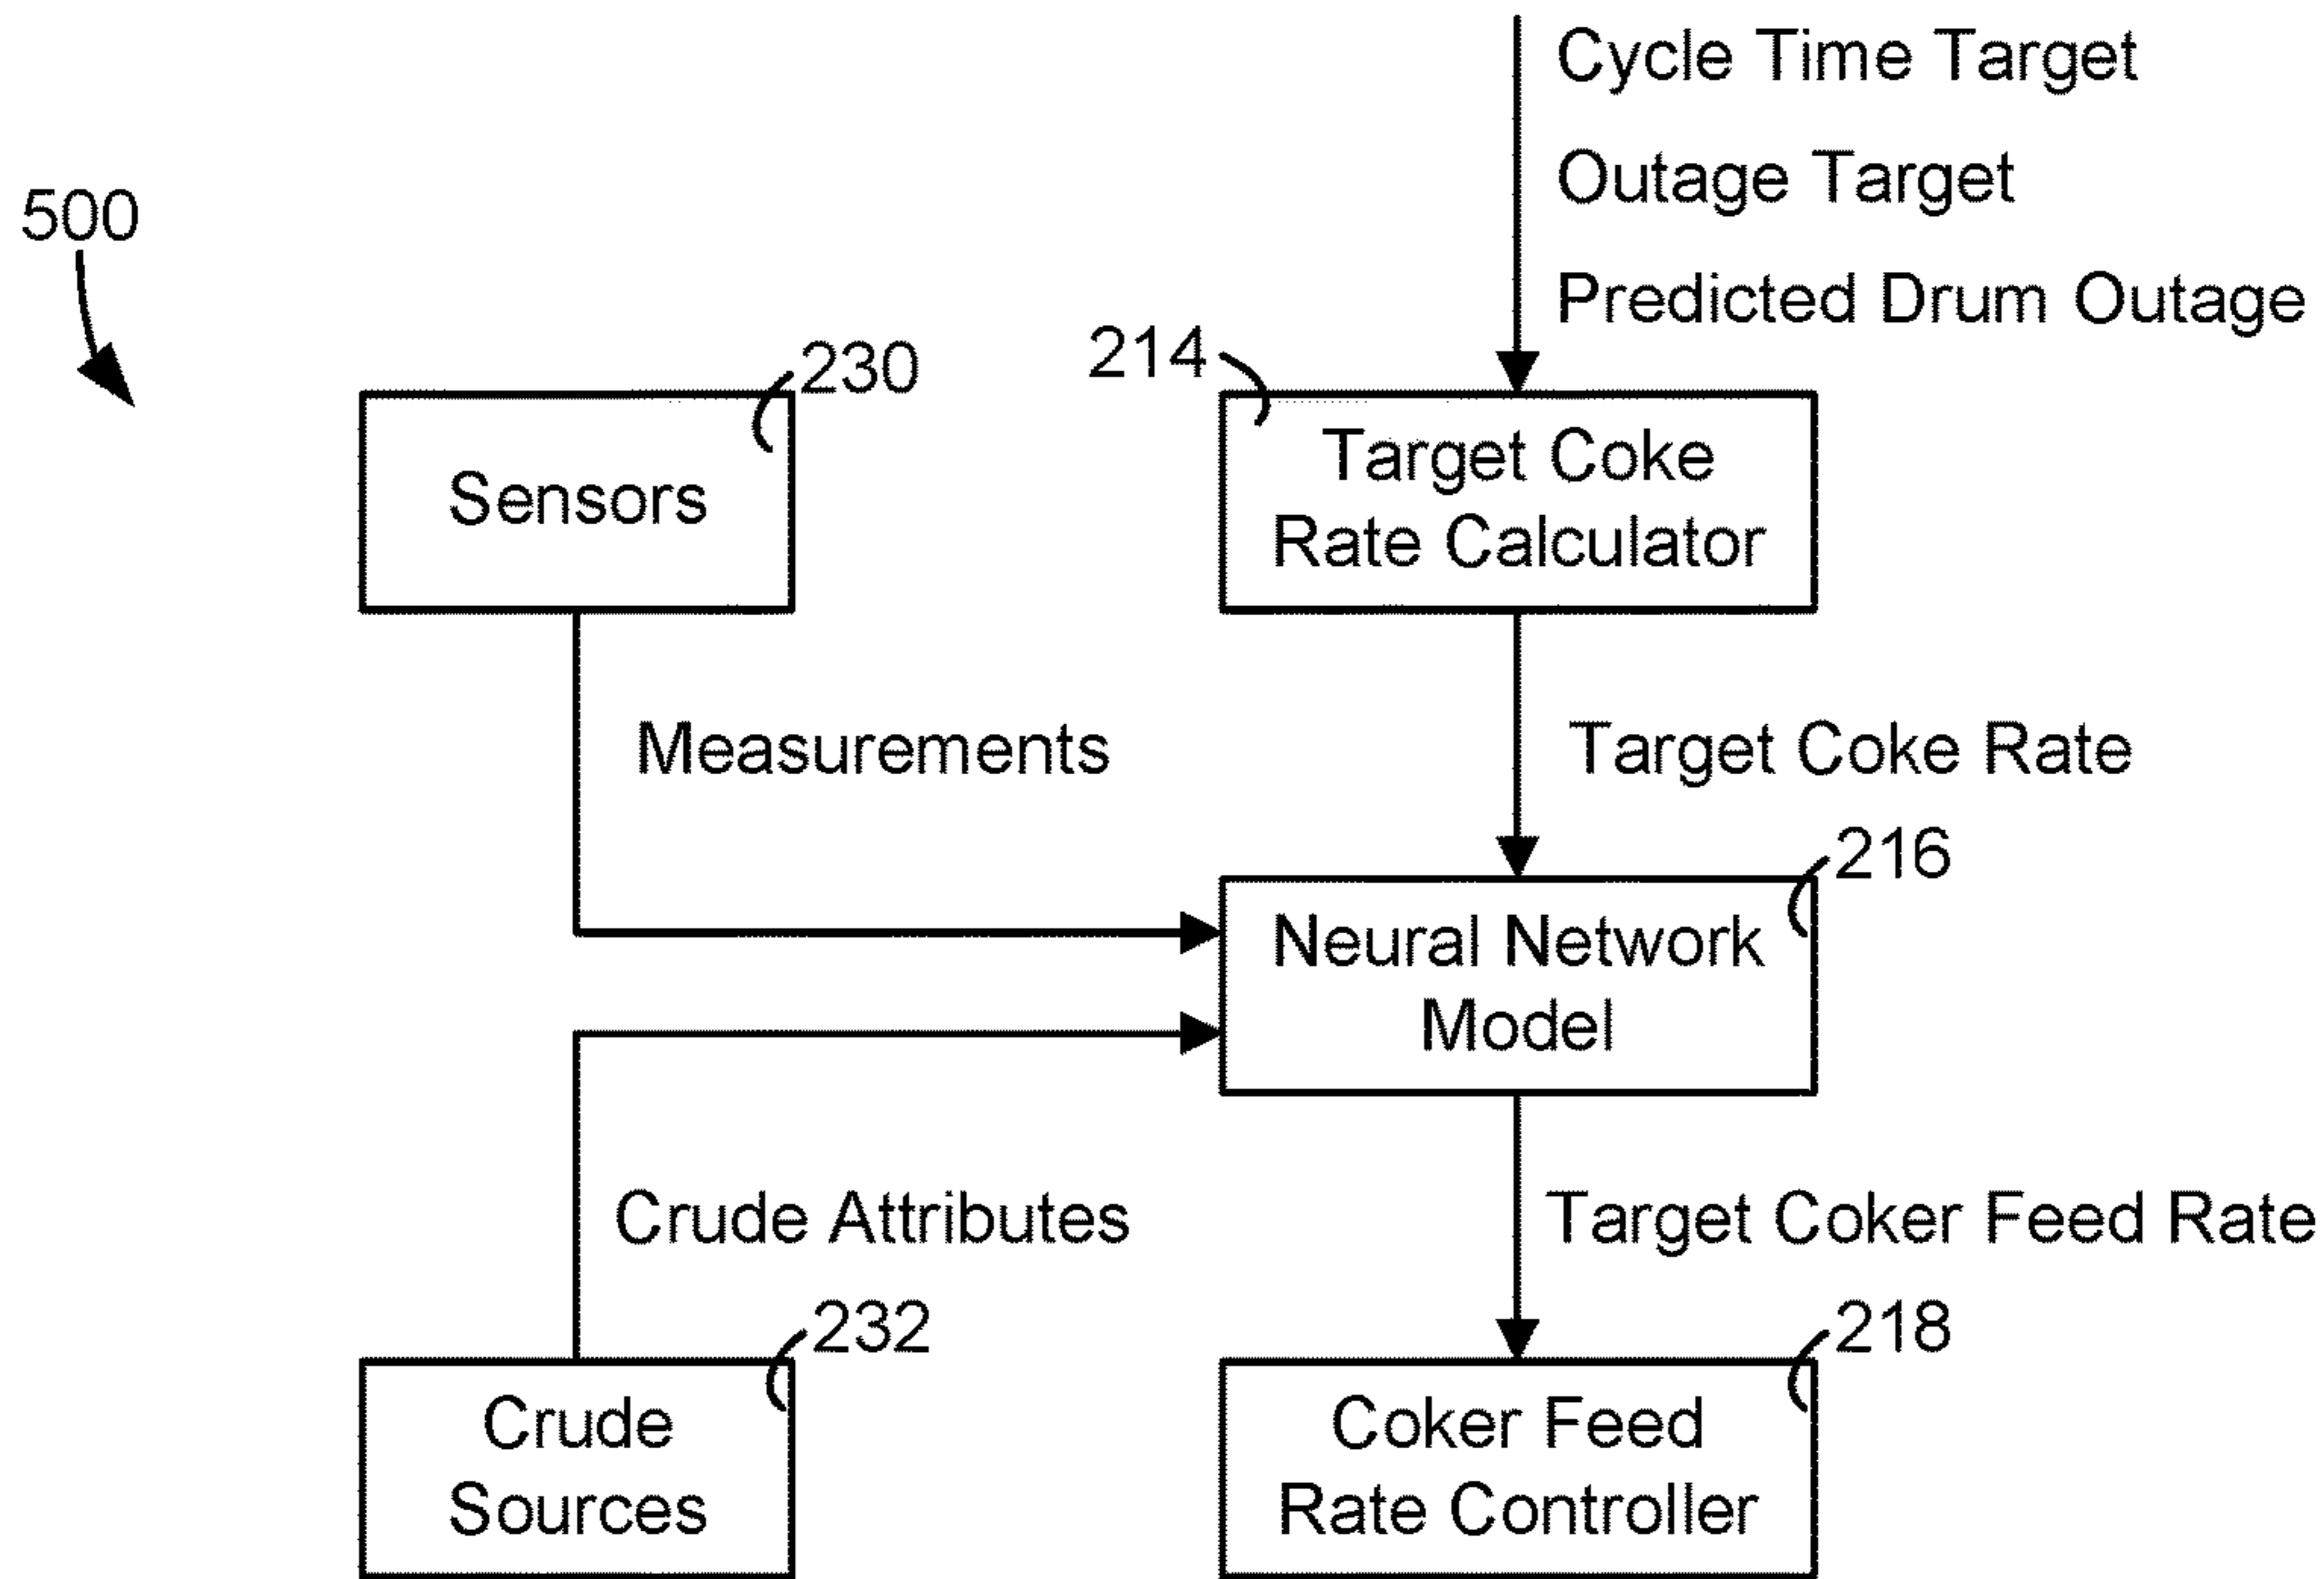 Cycle Time Target
Outage Target
Predicted Drum Outage
500
230
214
Sensors
Target Coke
Rate Calculator
Measurements
Target Coke Rate
216
Neural Network
Model
Crude Attributes
Target Coker Feed Rate
232
218
Crude
Sources
Coker Feed
Rate Controller